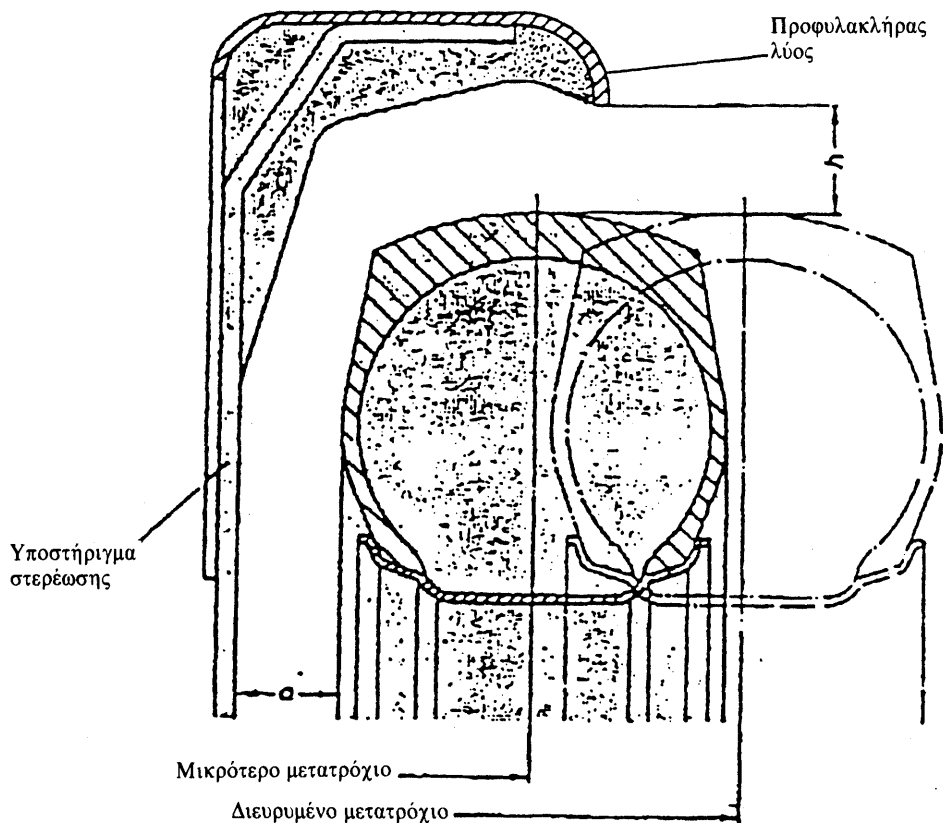 Προφυλακλήρας
λύος
h
Υποστήριγμα
στερέωσης
a
Μικρότερο μετατρόχιο
Διευρυμένο μετατρόχιο